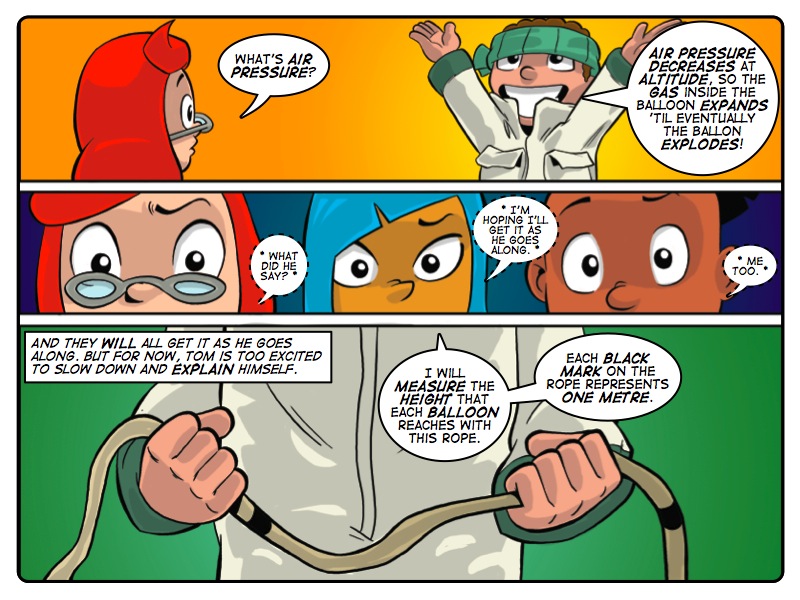 WHAT'S AIR
PRESSURE?
AIR PRESSURE
DECREASES AT
ALTITUDE, SO THE
GAS INSIDE THE
BALLOON EXPANDS
'TIL EVENTUALLY
THE BALLON
EXPLODES!
* WHAT
DID HE
SAY? *
* I'M
HOPING I'LL
GET IT AS
HE GOES
ALONG. *
* ME
TOO. *
AND THEY WILL ALL GET IT AS HE GOES
ALONG. BUT FOR NOW, TOM IS TOO EXCITED
TO SLOW DOWN AND EXPLAIN HIMSELF.
I WILL
MEASURE THE
HEIGHT THAT
EACH BALLOON
REACHES WITH
THIS ROPE.
EACH BLACK
MARK ON THE
ROPE REPRESENTS
ONE METRE.